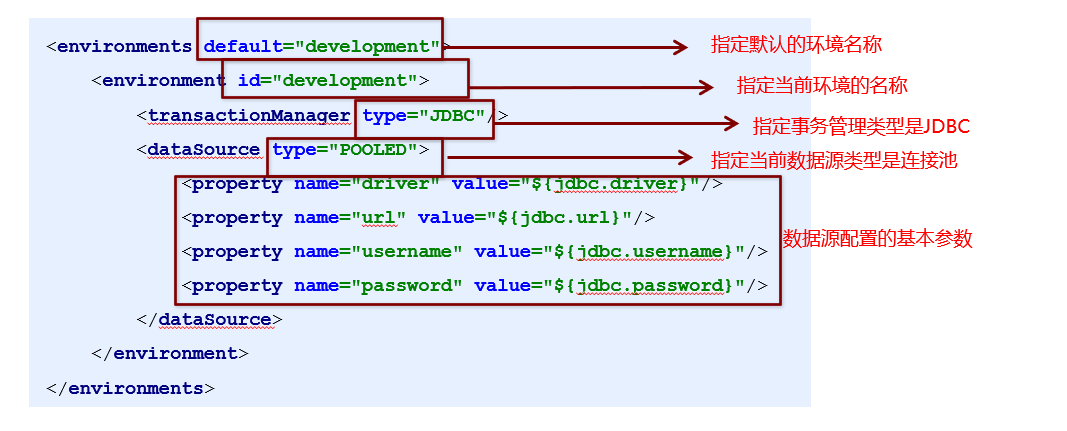 <environments default="development"> 指定默认的环境名称
<environment id="development"> 指定当前环境的名称
<transactionManager type="JDBC"/> 指定事务管理类型是JDBC
<dataSource type="POOLED"> 指定当前数据源类型是连接池
<property name="driver" value="${jdbc.driver}"/>
<property name="url" value="${jdbc.url}"/>
数据源配置的基本参数
<property name="username" value="${jdbc.username}"/>
<property name="password" value="${jdbc.password}"/>
</dataSource>
</environment>
</environments>